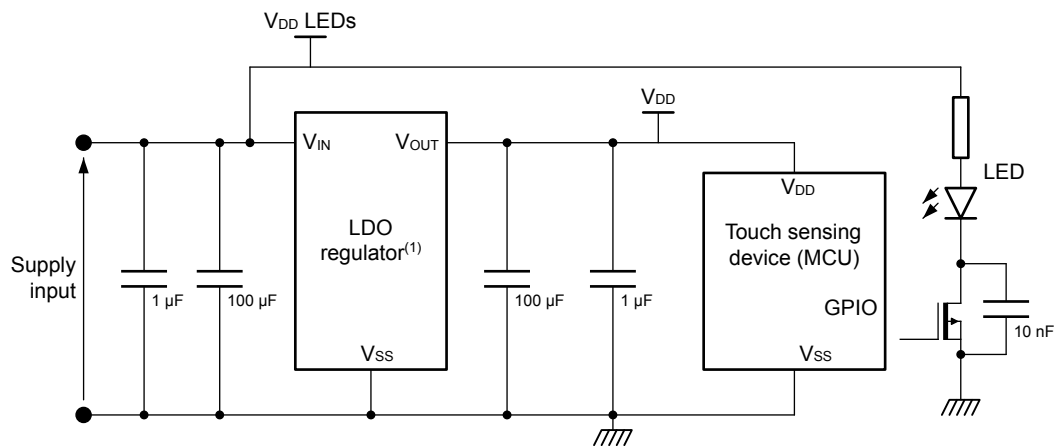 V_DD LEDs
V_DD
V_IN
V_OUT
LDO
regulator(1)
Supply
input
1 µF
100 µF
100 µF
1 µF
V_SS
V_DD
Touch sensing
device (MCU)
GPIO
V_SS
LED
10 nF